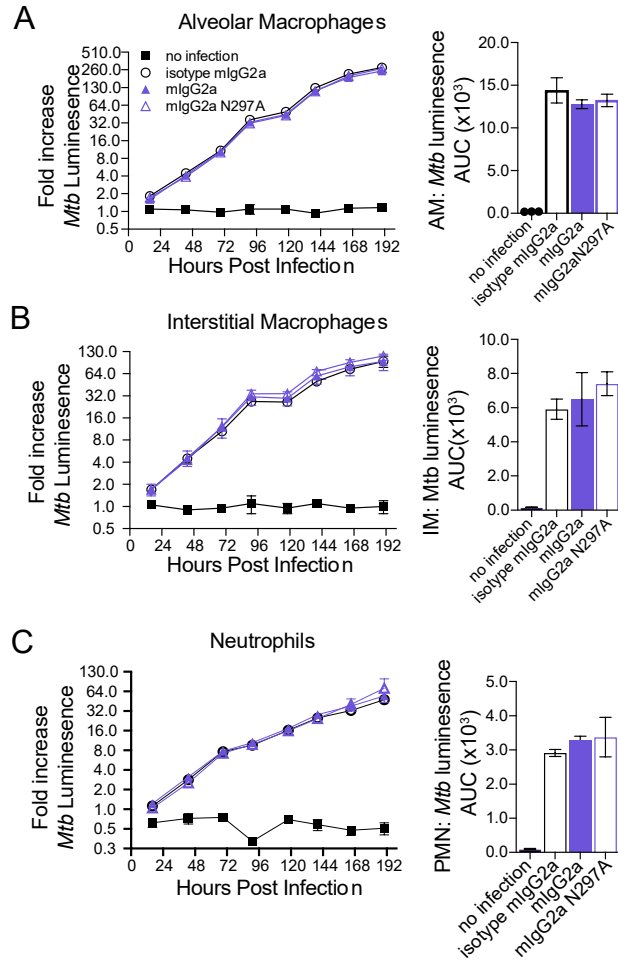 A
Alveolar Macrophages
510.0
260.0
130.0
64.0
32.0
16.0
8.0
4.0
2.0
1.0
0.5
Fold increase
Mtb Luminesence
no infection
isotype mIgG2a
mIgG2a
mIgG2a N297A
0 24 48 72 96 120 144 168 192
Hours Post Infection
AM: Mtb luminesence
AUC (x10³)
20.0
15.0
10.0
5.0
0.0
no infection
isotype mIgG2a
mIgG2a
mIgG2aN297A
B
Interstitial Macrophages
130.0
64.0
32.0
16.0
8.0
4.0
2.0
1.0
0.5
Fold increase
Mtb Luminesence
0 24 48 72 96 120 144 168 192
Hours Post Infection
IM: Mtb luminesence
AUC(x10³)
10.0
8.0
6.0
4.0
2.0
0.0
no infection
isotype mIgG2a
mIgG2a
mIgG2a N297A
C
Neutrophils
130.0
64.0
32.0
16.0
8.0
4.0
2.0
1.0
0.5
0.3
Fold increase
Mtb Luminesence
0 24 48 72 96 120 144 168 192
Hours Post Infection
PMN: Mtb luminesence
AUC (x10³)
5.0
4.0
3.0
2.0
1.0
0.0
no infection
isotype mIgG2a
mIgG2a
mIgG2a N297A